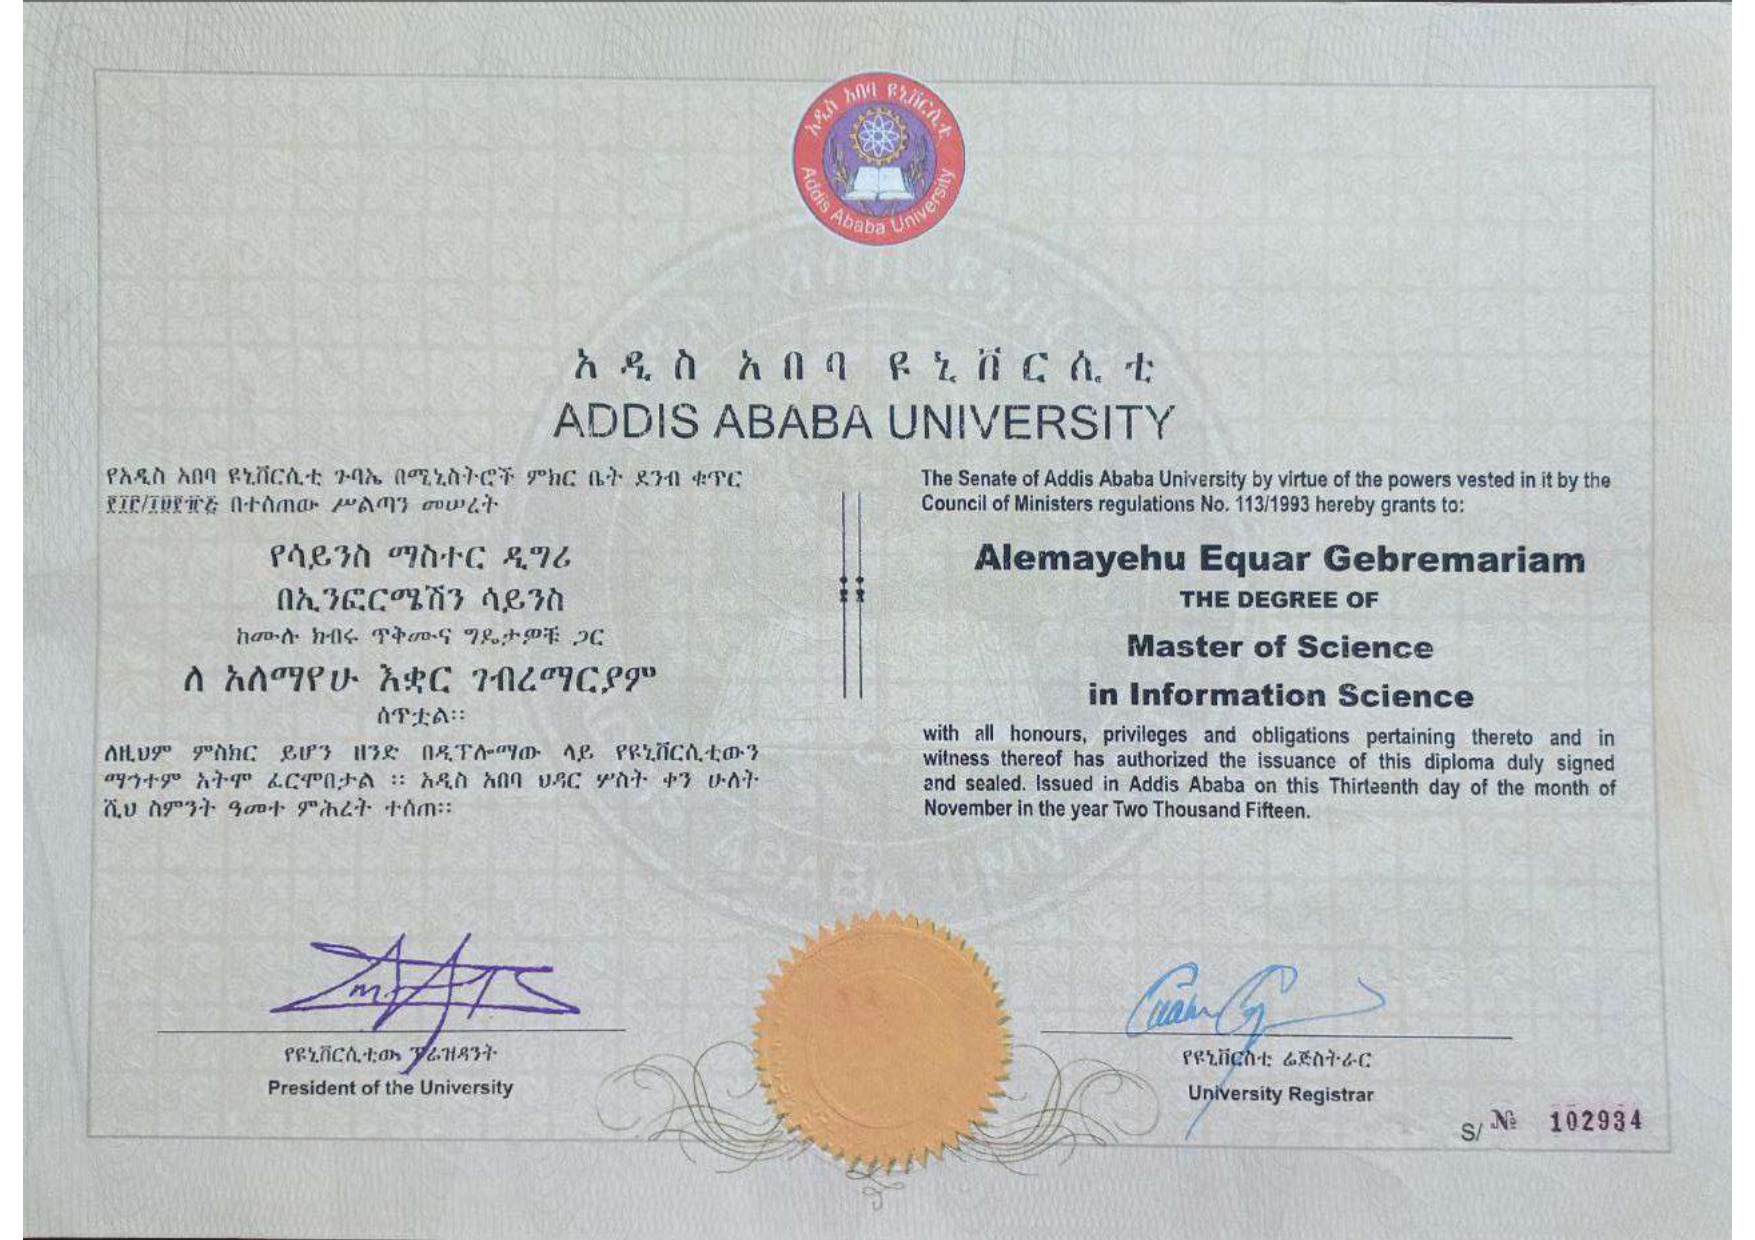 አዲስ አበባ ዩኒቨርሲቲ
Addis Ababa University
አዲስ አበባ ዩኒቨርሲቲ
ADDIS ABABA UNIVERSITY
የአዲስ አበባ ዩኒቨርሲቲ ጉባኤ በሚኒስትሮች ምክር ቤት ደንብ ቁጥር
በተሰጠው ሥልጣን መሠረት
የሳይንስ ማስተር ዲግሪ
በኢንፎርሜሽን ሳይንስ
ከሙሉ ክብሩ ጥቅሙና ግዴታዎቹ ጋር
ለ አለማየሁ እቋር ገብረማርያም
ሰጥቷል፡፡
ለዚህም ምስክር ይሆን ዘንድ በዲፕሎማው ላይ የዩኒቨርሲቲውን
ማኅተም አትሞ ፈርሞበታል ፡፡ አዲስ አበባ ህዳር ሦስት ቀን ሁለት
ሺህ ስምንት ዓመተ ምሕረት ተሰጠ፡፡
The Senate of Addis Ababa University by virtue of the powers vested in it by the
Council of Ministers regulations No. 113/1993 hereby grants to:
Alemayehu Equar Gebremariam
THE DEGREE OF
Master of Science
in Information Science
with all honours, privileges and obligations pertaining thereto and in
witness thereof has authorized the issuance of this diploma duly signed
and sealed. Issued in Addis Ababa on this Thirteenth day of the month of
November in the year Two Thousand Fifteen.
የዩኒቨርሲቲው ፕሬዝዳንት
President of the University
የዩኒቨርስቲ ሬጅስትራር
University Registrar
S/ № 102934